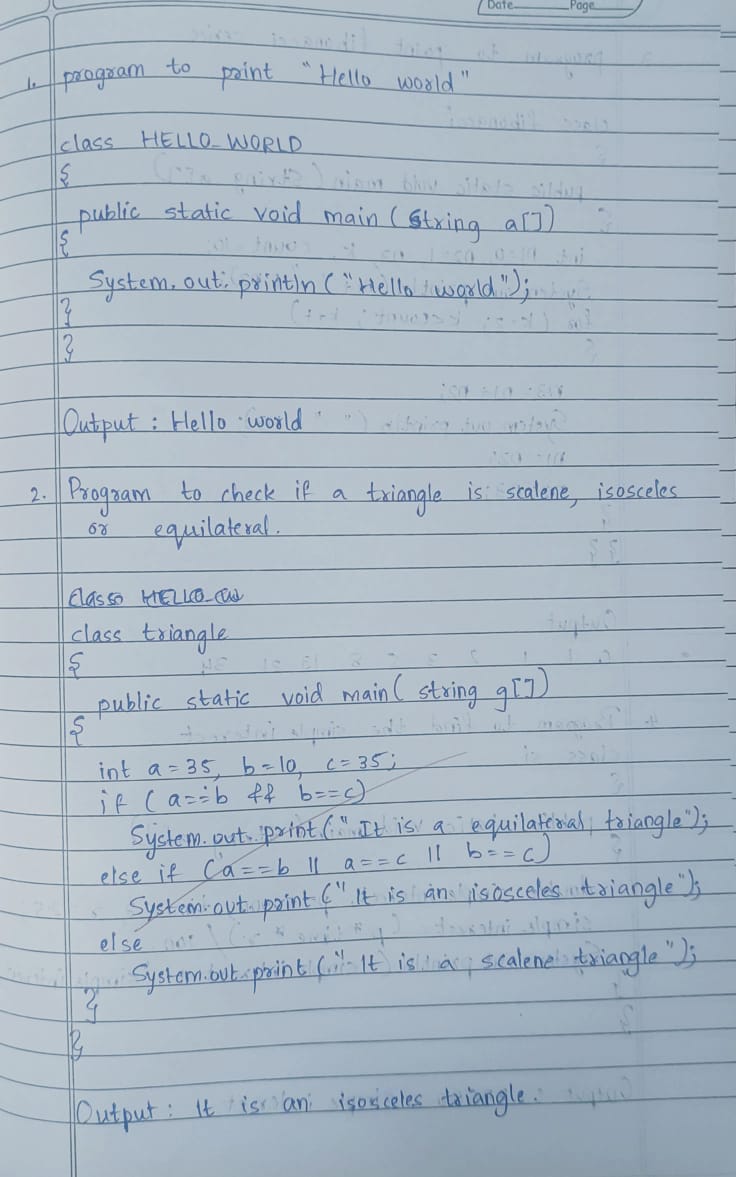 Date Page
1. program to print "Hello world"
class HELLO_WORLD
{
public static void main (String a[])
{
System.out.println ("Hello world");
}
}
Output : Hello world
2. Program to check if a triangle is scalene, isosceles
or equilateral.
class triangle
{
public static void main( string g[])
{
int a=35, b=10, c=35;
if (a==b && b==c)
System.out.print("It is a equilateral triangle");
else if (a==b || a==c || b==c)
System.out.print("It is an isosceles triangle");
else
System.out.print("It is a scalene triangle");
}
}
Output : It is an isosceles triangle.